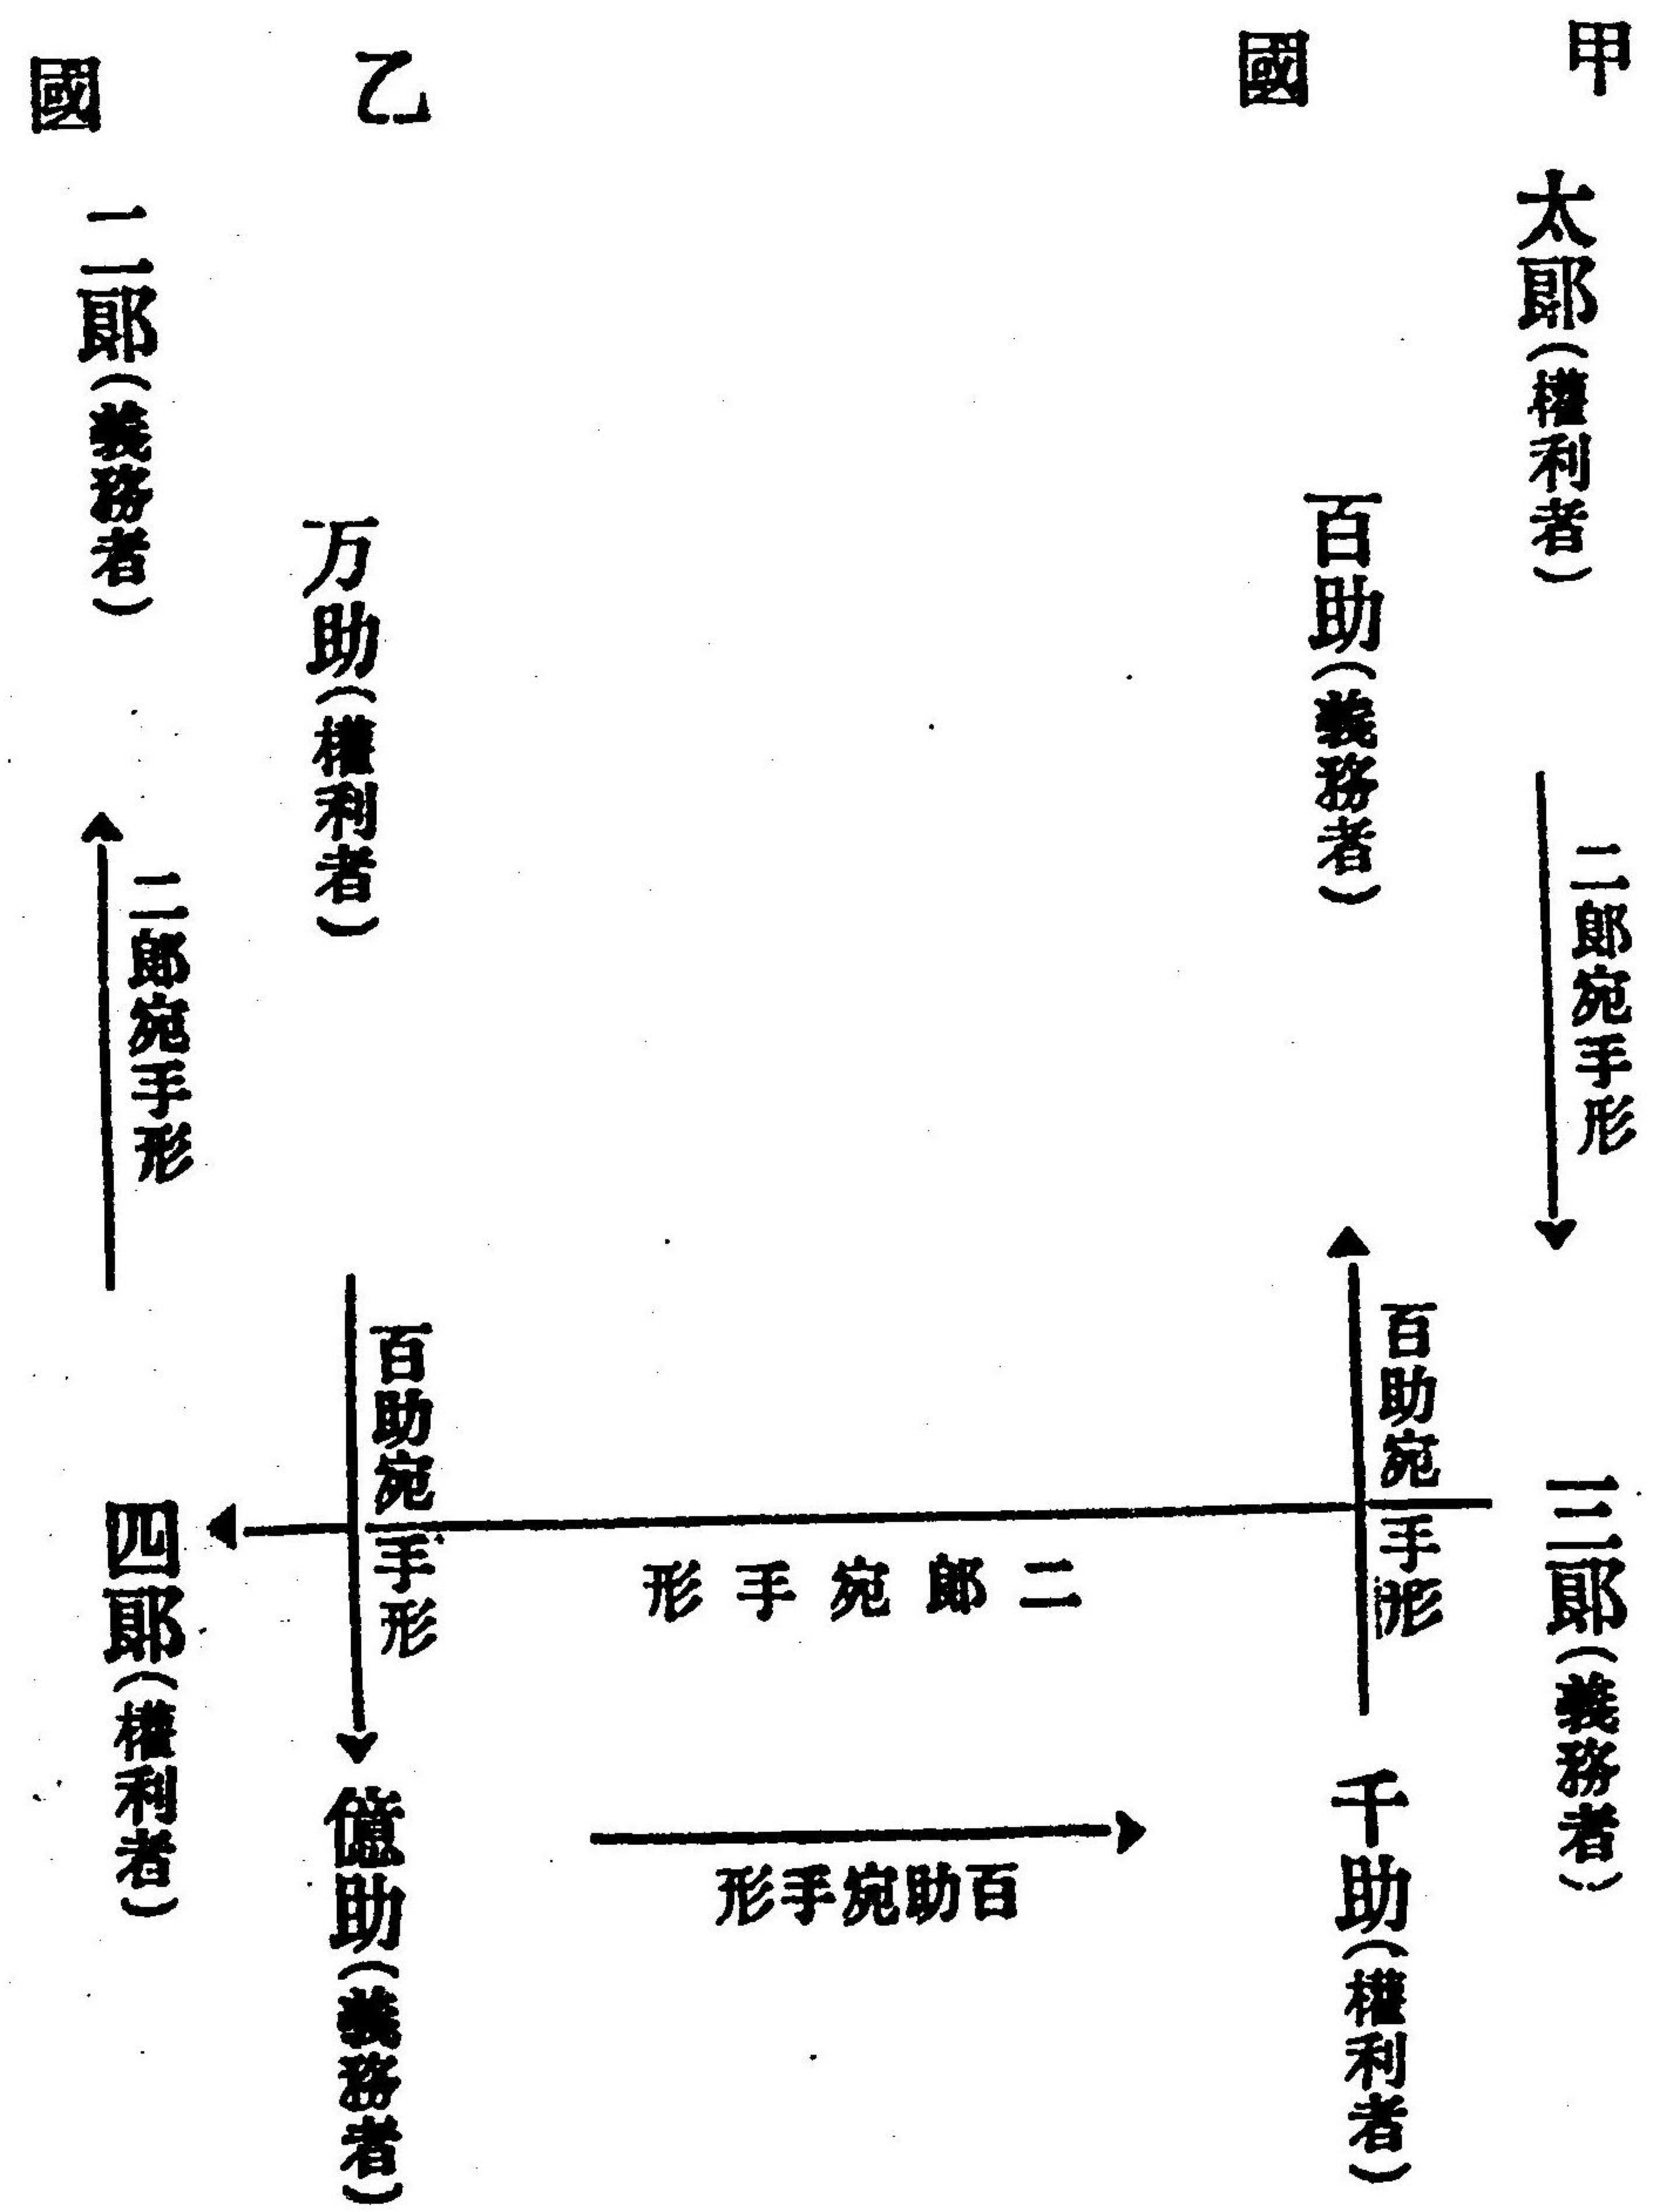 甲國
太郎(權利者)
二郎宛手形
三郎(義務者)
百助(義務者)
百助宛手形
千助(權利者)
二郎宛手形
百助宛手形
乙國
万助(權利者)
百助宛手形
億助(義務者)
二郎(義務者)
二郎宛手形
四郎(權利者)